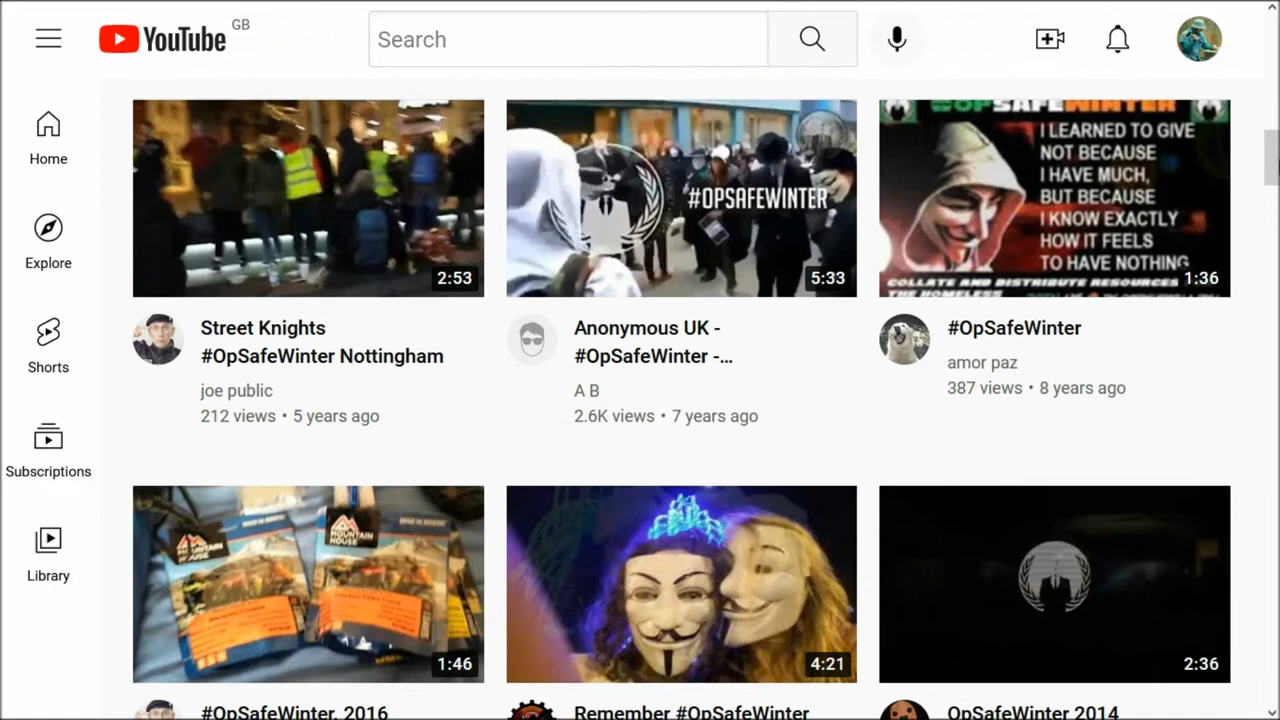 YouTube GB
Search
Home
Explore
Shorts
Subscriptions
Library
2:53
#OPSAFEWINTER
5:33
#OPSAFEWINTER
I LEARNED TO GIVE
NOT BECAUSE
I HAVE MUCH,
BUT BECAUSE
I KNOW EXACTLY
HOW IT FEELS
TO HAVE NOTHING
COLLATE AND DISTRIBUTE RESOURCES
THE HOMELESS
1:36
Street Knights
#OpSafeWinter Nottingham
joe public
212 views • 5 years ago
Anonymous UK -
#OpSafeWinter -...
A B
2.6K views • 7 years ago
#OpSafeWinter
amor paz
387 views • 8 years ago
MOUNTAIN
HOUSE
MOUNTAIN
HOUSE
1:46
4:21
2:36
#OpSafeWinter, 2016
Remember #OpSafeWinter
OpSafeWinter 2014